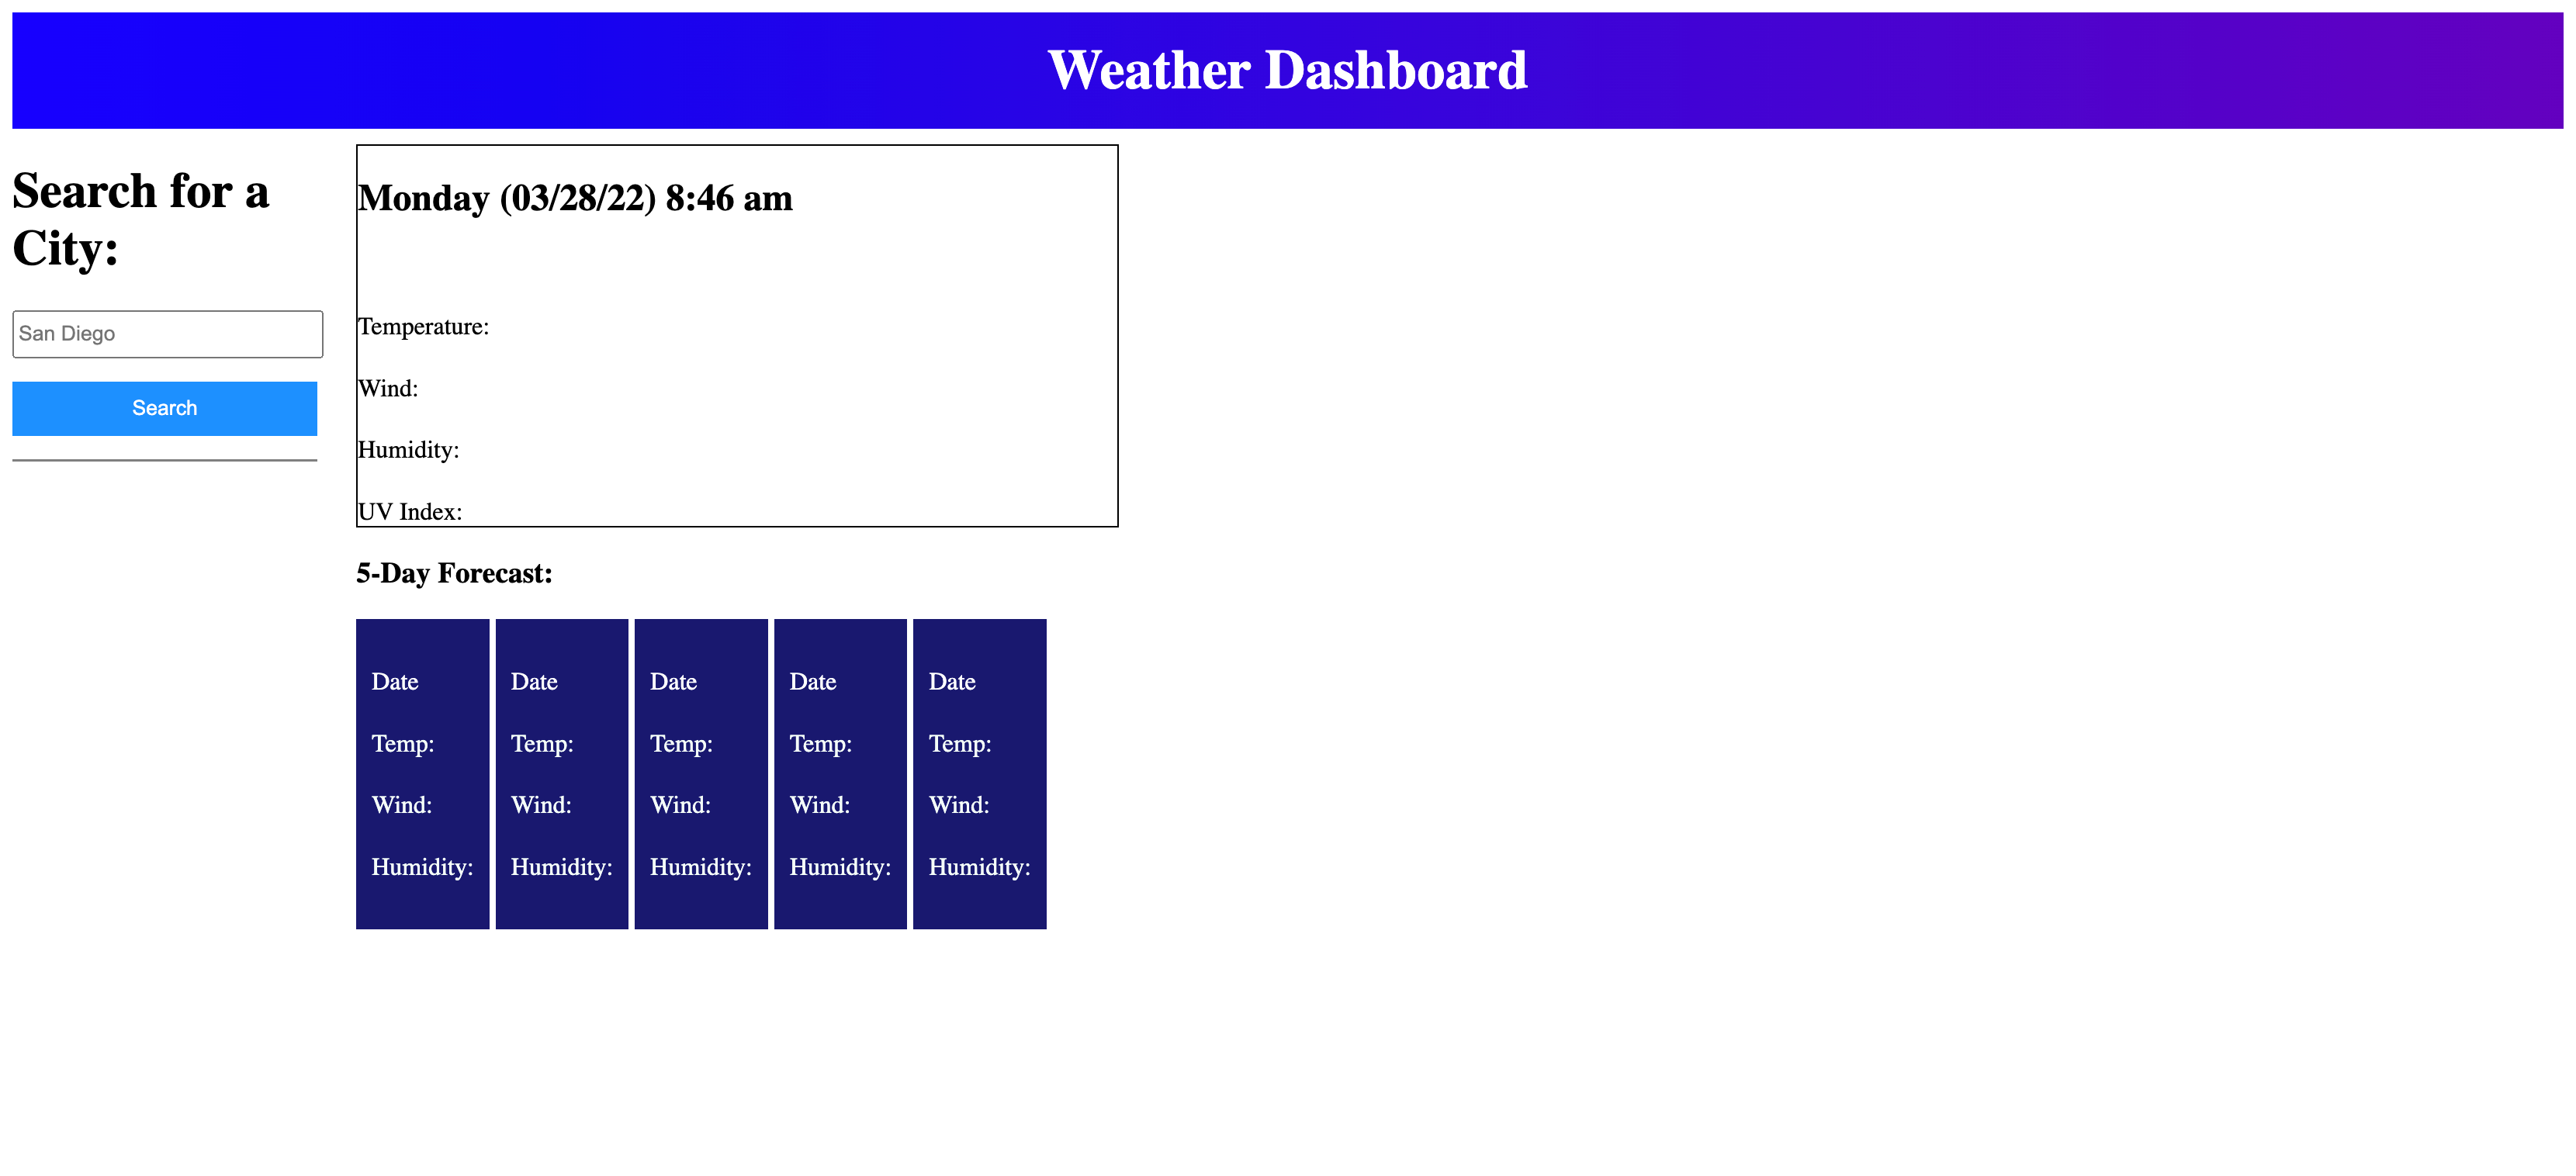 Weather Dashboard
Search for a
City:
San Diego
Search
Monday (03/28/22) 8:46 am
Temperature:
Wind:
Humidity:
UV Index:
5-Day Forecast:
Date
Temp:
Wind:
Humidity:
Date
Temp:
Wind:
Humidity:
Date
Temp:
Wind:
Humidity:
Date
Temp:
Wind:
Humidity:
Date
Temp:
Wind:
Humidity: